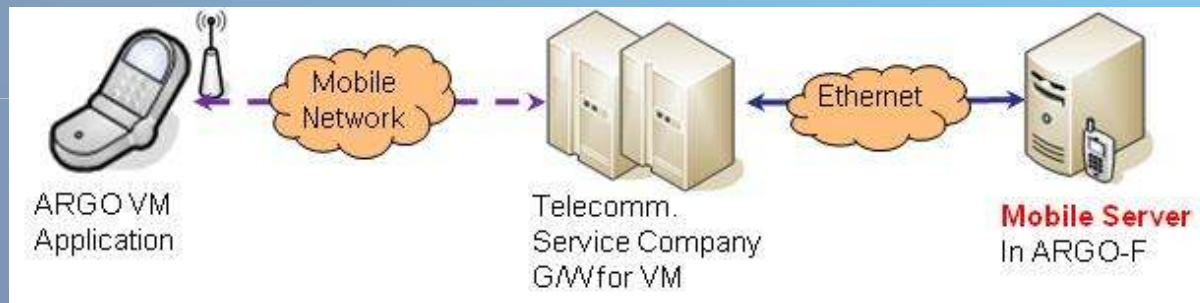 Mobile
Network
Ethernet
ARGO VM
Application
Telecomm.
Service Company
G/W for VM
Mobile Server
In ARGO-F